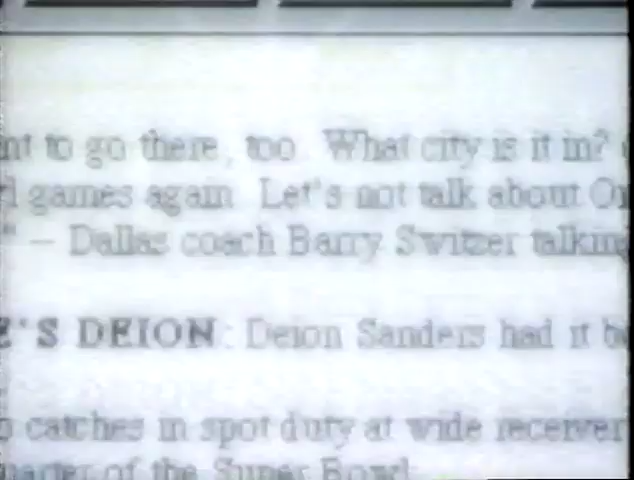 nt to go there, too. What city is it in?
games again. Let's not talk about
" -- Dallas coach Barry Switzer talking
'S DEION: Deion Sanders had it
catches in spot duty at wide receiver
quarter of the Super Bowl